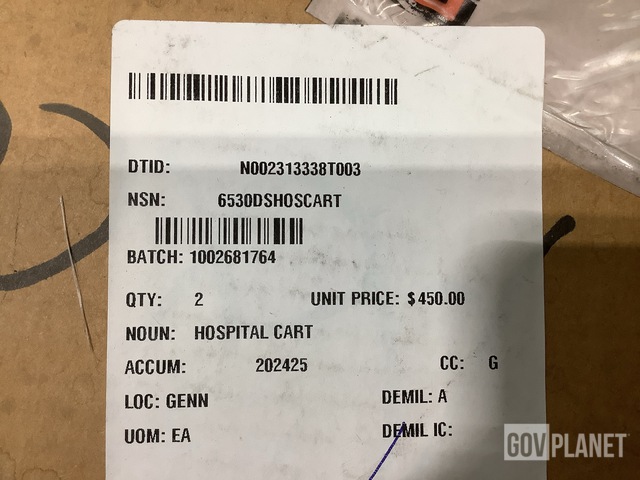 DTID: N002313338T003
NSN: 6530DSHOSCART
BATCH: 1002681764
QTY: 2 UNIT PRICE: $450.00
NOUN: HOSPITAL CART
ACCUM: 202425 CC: G
LOC: GENN DEMIL: A
UOM: EA DEMIL IC:
GOVPLANET